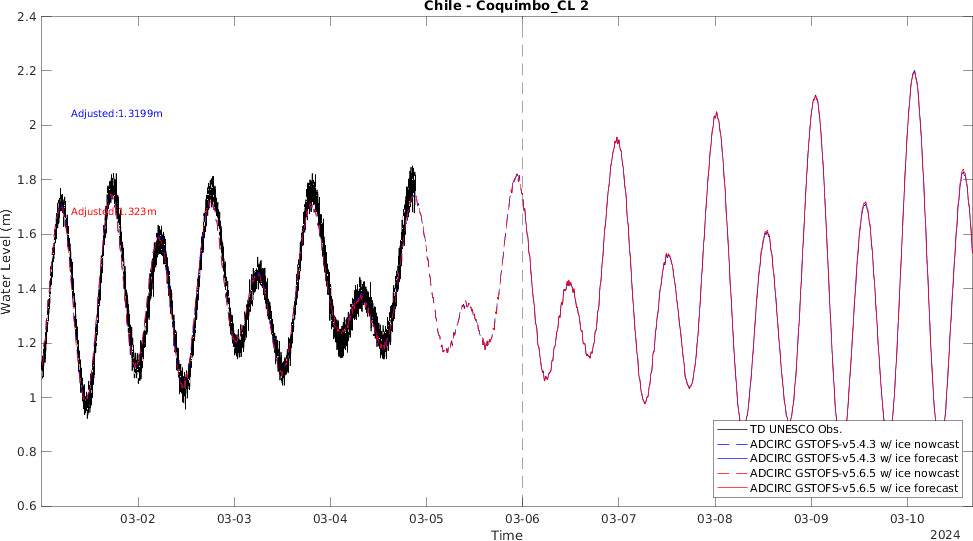 Chile - Coquimbo_CL 2
2.4
2.2
2
1.8
1.6
1.4
1.2
1
0.8
0.6
Water Level (m)
Adjusted:1.3199m
Adjusted:1.323m
TD UNESCO Obs.
ADCIRC GSTOFS-v5.4.3 w/ ice nowcast
ADCIRC GSTOFS-v5.4.3 w/ ice forecast
ADCIRC GSTOFS-v5.6.5 w/ ice nowcast
ADCIRC GSTOFS-v5.6.5 w/ ice forecast
03-02 03-03 03-04 03-05 03-06 03-07 03-08 03-09 03-10
Time
2024